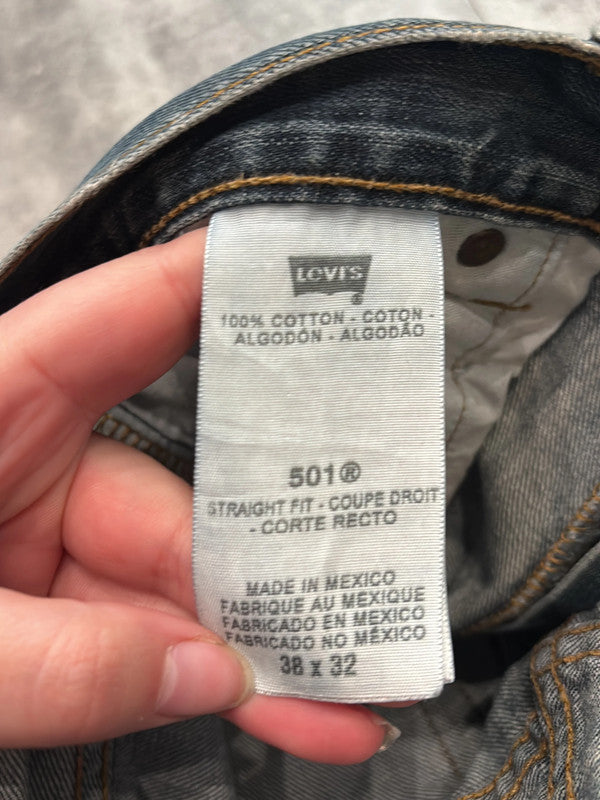 LEVI'S
®
100% COTTON - COTON -
ALGODÓN - ALGODÃO
501®
STRAIGHT FIT - COUPE DROIT
- CORTE RECTO
MADE IN MEXICO
FABRIQUE AU MEXIQUE
FABRICADO EN MEXICO
FABRICADO NO MÉXICO
38 x 32